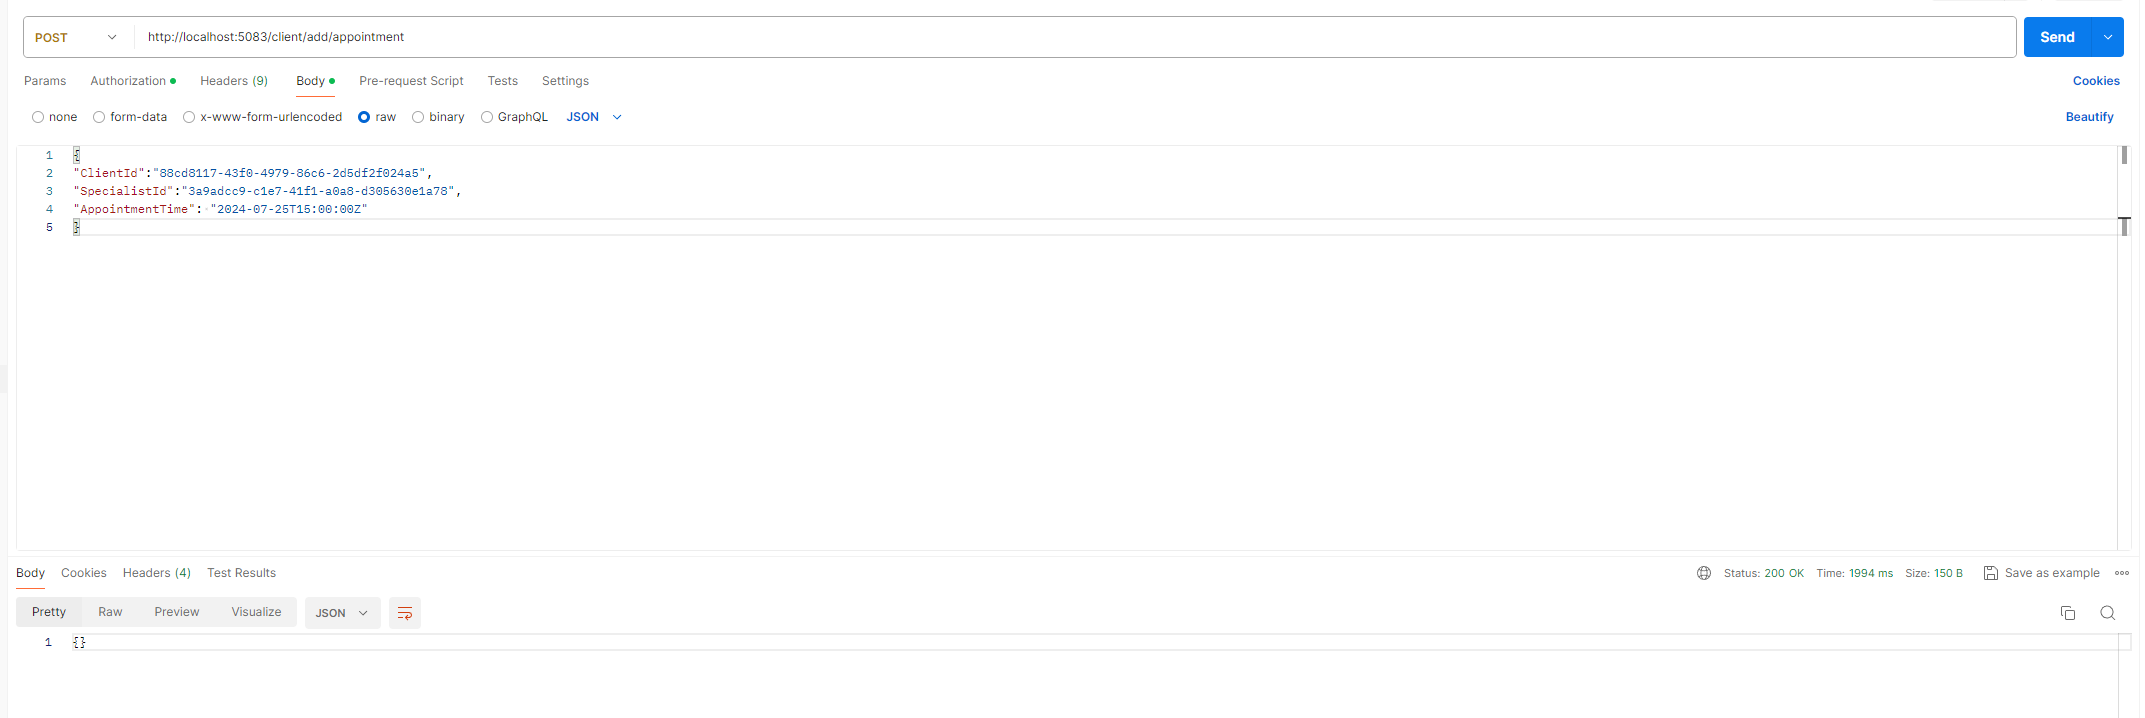 POST http://localhost:5083/client/add/appointment Send
Params Authorization Headers (9) Body Pre-request Script Tests Settings Cookies
none form-data x-www-form-urlencoded raw binary GraphQL JSON Beautify
1 {
2 "ClientId":"88cd8117-43f0-4979-86c6-2d5df2f024a5",
3 "SpecialistId":"3a9adcc9-c1e7-41f1-a0a8-d305630e1a78",
4 "AppointmentTime": "2024-07-25T15:00:00Z"
5 }
Body Cookies Headers (4) Test Results Status: 200 OK Time: 1994 ms Size: 150 B Save as example
Pretty Raw Preview Visualize JSON
1 {}